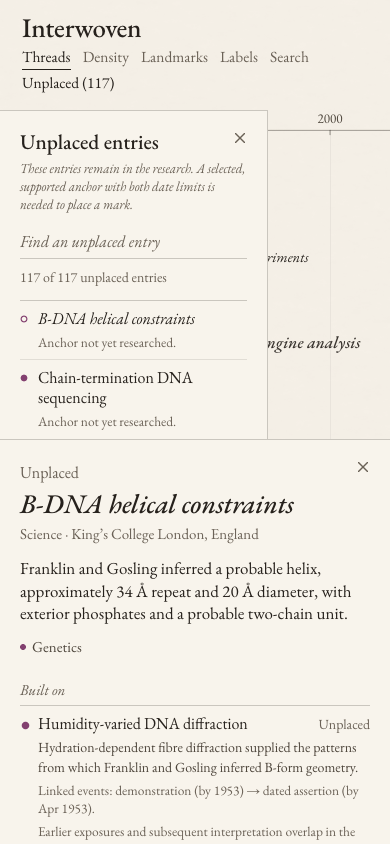 Interwoven
Threads Density Landmarks Labels Search
Unplaced (117)
2000
Unplaced entries ×
These entries remain in the research. A selected,
supported anchor with both date limits is
needed to place a mark.
Find an unplaced entry
riments
117 of 117 unplaced entries
B-DNA helical constraints
Anchor not yet researched.
ngine analysis
Chain-termination DNA
sequencing
Anchor not yet researched.
Unplaced ×
B-DNA helical constraints
Science · King’s College London, England
Franklin and Gosling inferred a probable helix,
approximately 34 Å repeat and 20 Å diameter, with
exterior phosphates and a probable two-chain unit.
Genetics
Built on
Humidity-varied DNA diffraction Unplaced
Hydration-dependent fibre diffraction supplied the patterns
from which Franklin and Gosling inferred B-form geometry.
Linked events: demonstration (by 1953) → dated assertion (by
Apr 1953).
Earlier exposures and subsequent interpretation overlap in the